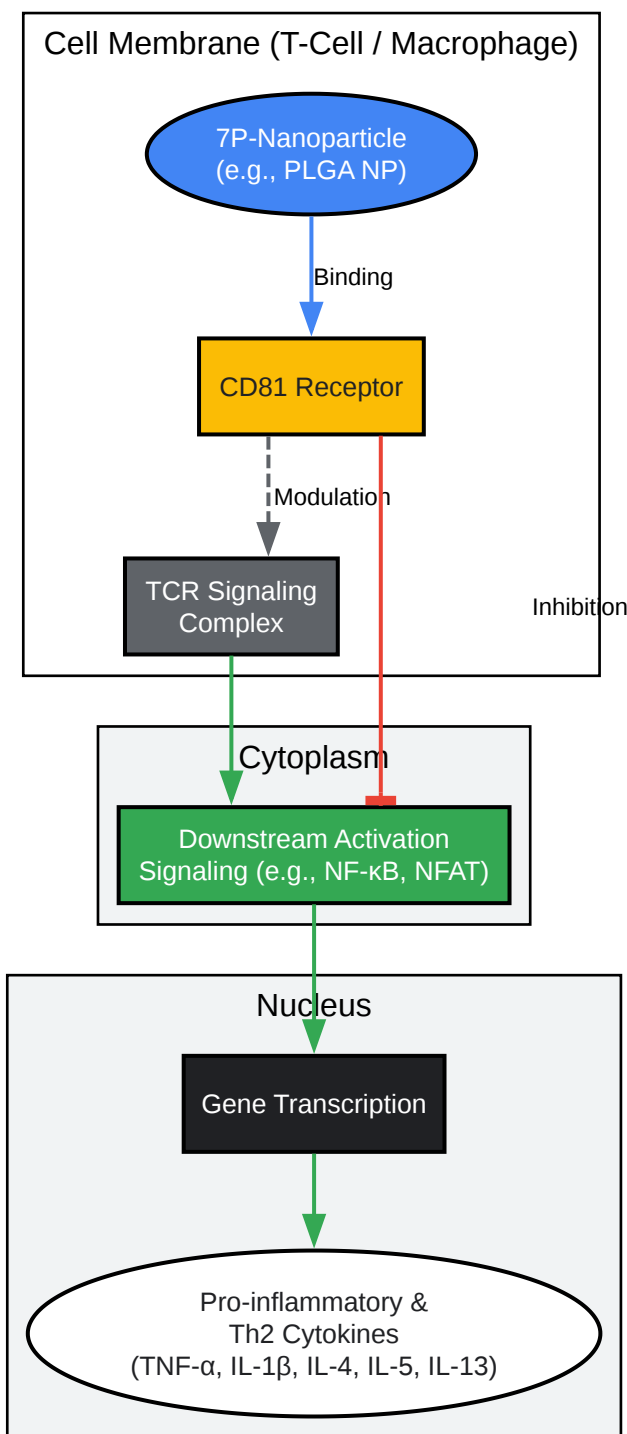 Cell Membrane (T-Cell / Macrophage)
7P-Nanoparticle
(e.g., PLGA NP)
Binding
CD81 Receptor
Modulation
TCR Signaling
Complex
Inhibition
Cytoplasm
Downstream Activation
Signaling (e.g., NF-κB, NFAT)
Nucleus
Gene Transcription
Pro-inflammatory &
Th2 Cytokines
(TNF-α, IL-1β, IL-4, IL-5, IL-13)